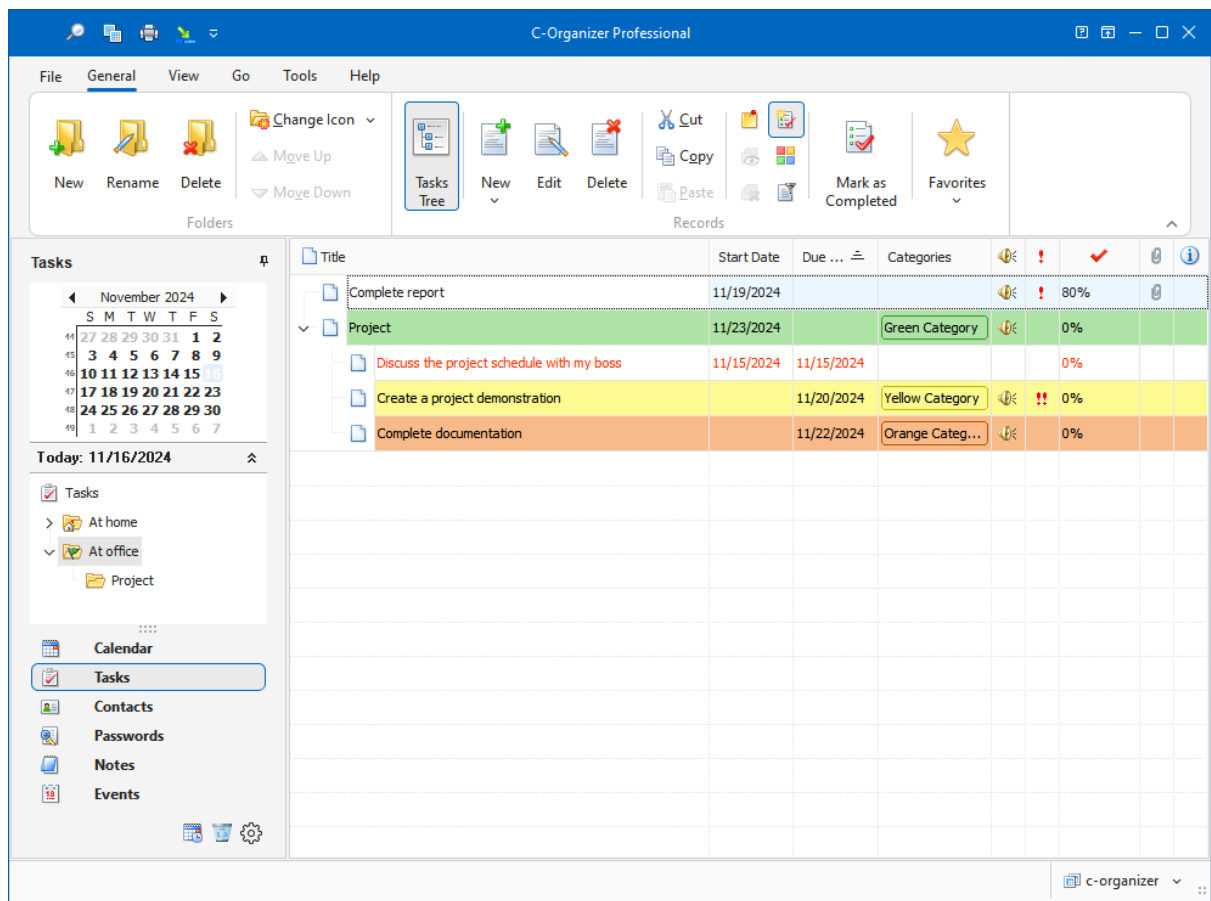 C-Organizer Professional
File General View Go Tools Help
New Rename Delete Change Icon Move Up Move Down
Folders
Tasks Tree New Edit Delete Cut Copy Paste Mark as Completed Favorites
Records
Tasks
November 2024
S M T W T F S
44 27 28 29 30 31 1 2
45 3 4 5 6 7 8 9
46 10 11 12 13 14 15 16
47 17 18 19 20 21 22 23
48 24 25 26 27 28 29 30
49 1 2 3 4 5 6 7
Today: 11/16/2024
Tasks
At home
At office
Project
Calendar
Tasks
Contacts
Passwords
Notes
18
Events
Title Start Date Due ... Categories
Complete report 11/19/2024 80%
Project 11/23/2024 Green Category 0%
Discuss the project schedule with my boss 11/15/2024 11/15/2024 0%
Create a project demonstration 11/20/2024 Yellow Category 0%
Complete documentation 11/22/2024 Orange Categ... 0%
c-organizer